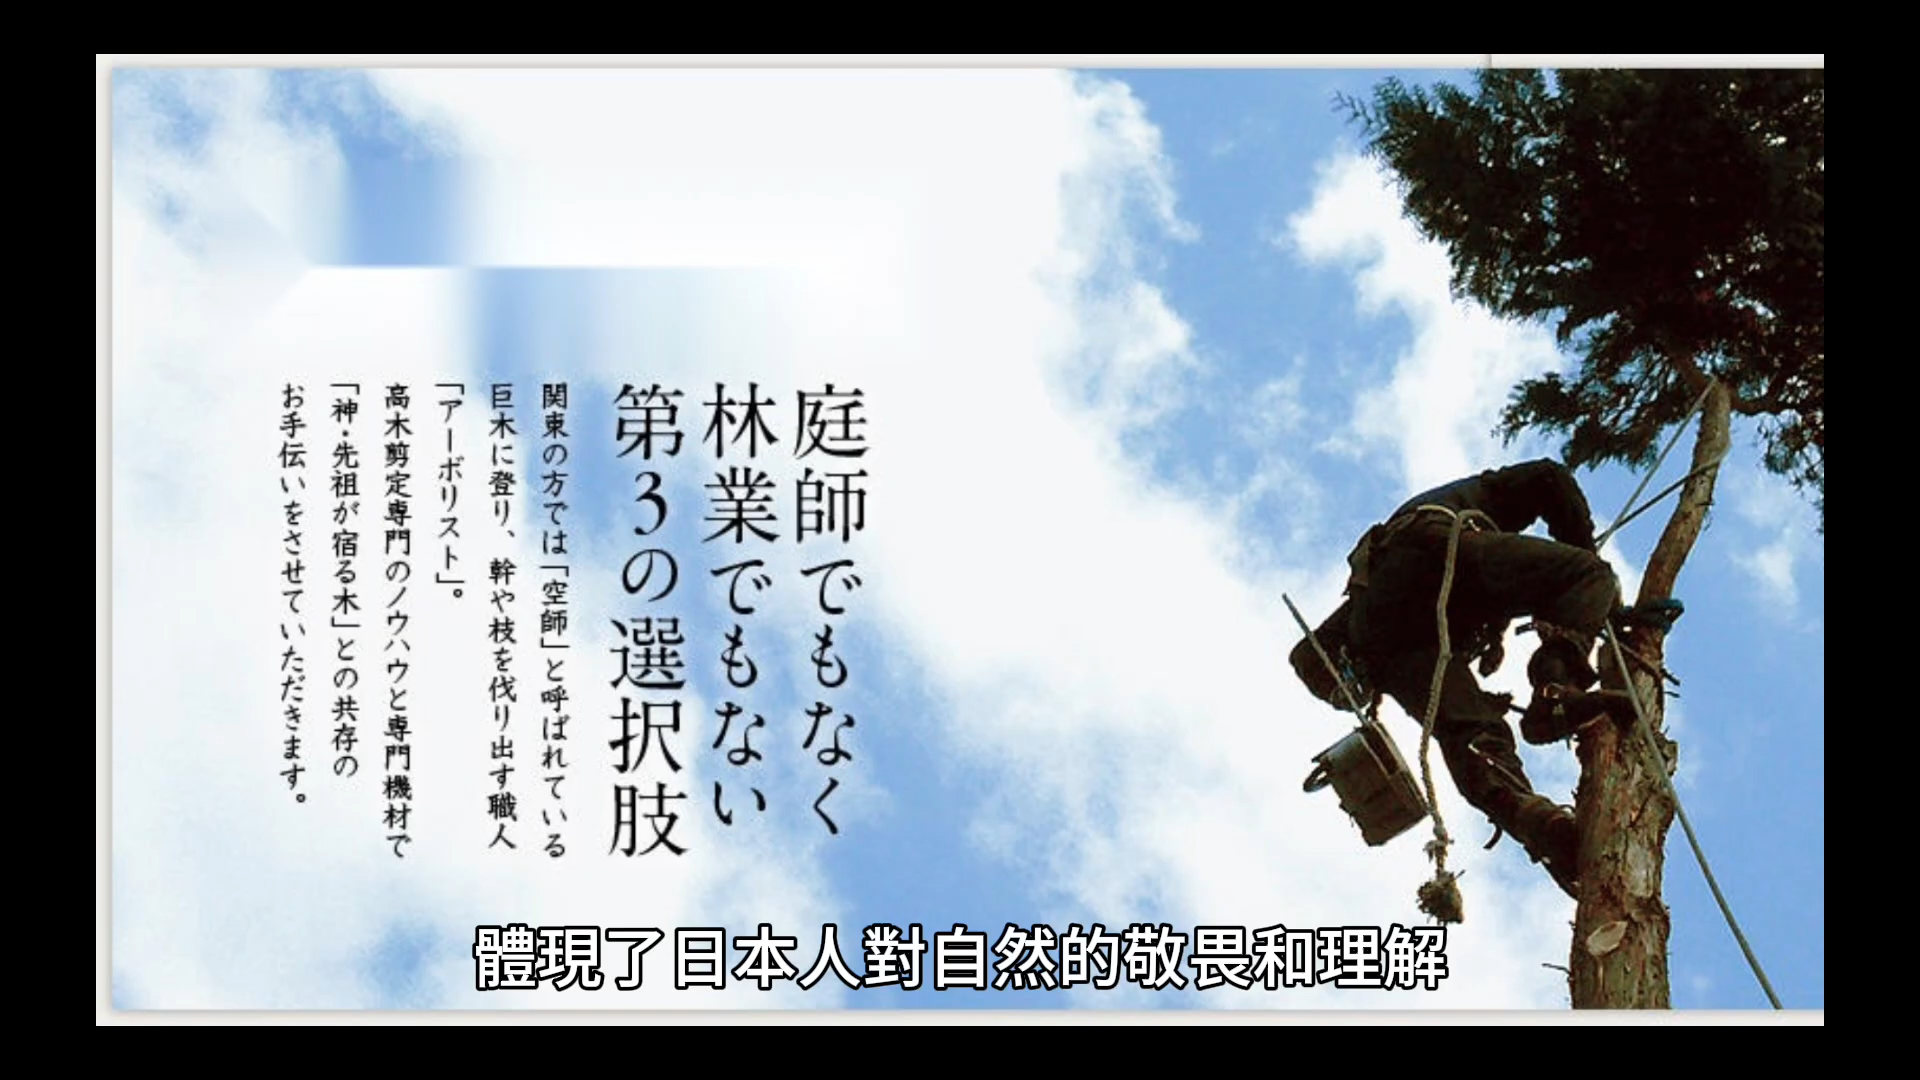 庭師でもなく
林業でもない
第3の選択肢
関東の方では「空師」と呼ばれている
巨木に登り、幹や枝を伐り出す職人
「アーボリスト」。
高木剪定専門のノウハウと専門機材で
「神・先祖が宿る木」との共存の
お手伝いをさせていただきます。
體現了日本人對自然的敬畏和理解